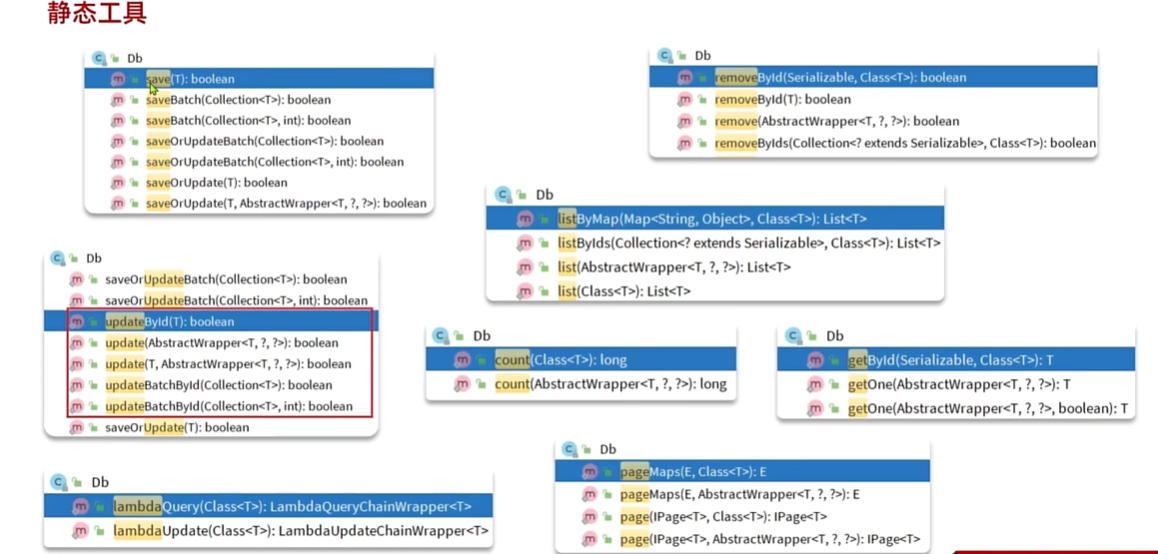 静态工具
Db
save(T): boolean
saveBatch(Collection<T>): boolean
saveBatch(Collection<T>, int): boolean
saveOrUpdateBatch(Collection<T>): boolean
saveOrUpdateBatch(Collection<T>, int): boolean
saveOrUpdate(T): boolean
saveOrUpdate(T, AbstractWrapper<T, ?, ?>): boolean
Db
removeById(Serializable, Class<T>): boolean
removeById(T): boolean
remove(AbstractWrapper<T, ?, ?>): boolean
removeByIds(Collection<? extends Serializable>, Class<T>): boolean
Db
listByMap(Map<String, Object>, Class<T>): List<T>
listByIds(Collection<? extends Serializable>, Class<T>): List<T>
list(AbstractWrapper<T, ?, ?>): List<T>
list(Class<T>): List<T>
Db
saveOrUpdateBatch(Collection<T>): boolean
saveOrUpdateBatch(Collection<T>, int): boolean
updateById(T): boolean
update(AbstractWrapper<T, ?, ?>): boolean
update(T, AbstractWrapper<T, ?, ?>): boolean
updateBatchById(Collection<T>): boolean
updateBatchById(Collection<T>, int): boolean
saveOrUpdate(T): boolean
Db
count(Class<T>): long
count(AbstractWrapper<T, ?, ?>): long
Db
getById(Serializable, Class<T>): T
getOne(AbstractWrapper<T, ?, ?>): T
getOne(AbstractWrapper<T, ?, ?>, boolean): T
Db
lambdaQuery(Class<T>): LambdaQueryChainWrapper<T>
lambdaUpdate(Class<T>): LambdaUpdateChainWrapper<T>
Db
pageMaps(E, Class<T>): E
pageMaps(E, AbstractWrapper<T, ?, ?>): E
page(IPage<T>, Class<T>): IPage<T>
page(IPage<T>, AbstractWrapper<T, ?, ?>): IPage<T>